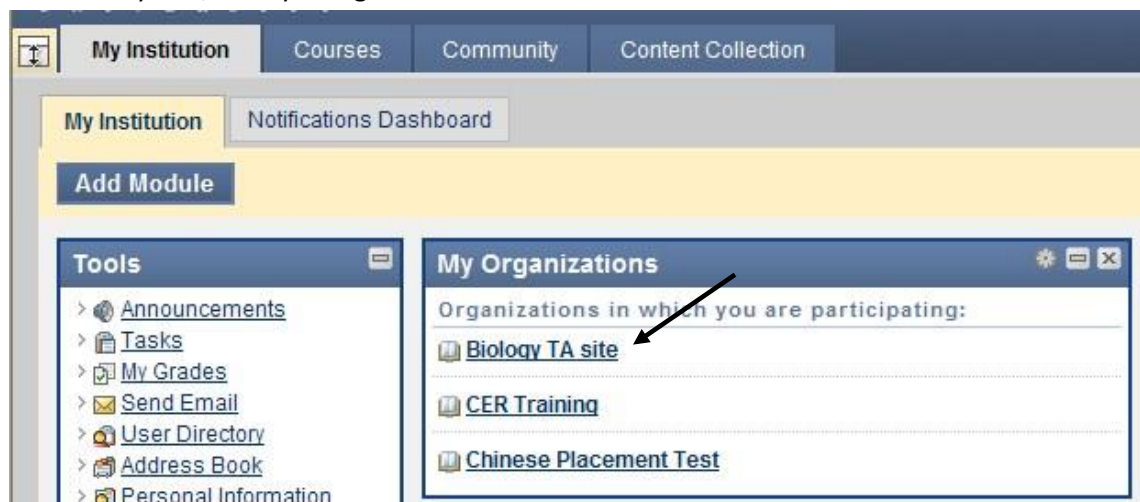 My Institution Courses Community Content Collection
My Institution Notifications Dashboard
Add Module
Tools
Announcements
Tasks
My Grades
Send Email
User Directory
Address Book
Personal Information
My Organizations
Organizations in which you are participating:
Biology TA site
CER Training
Chinese Placement Test